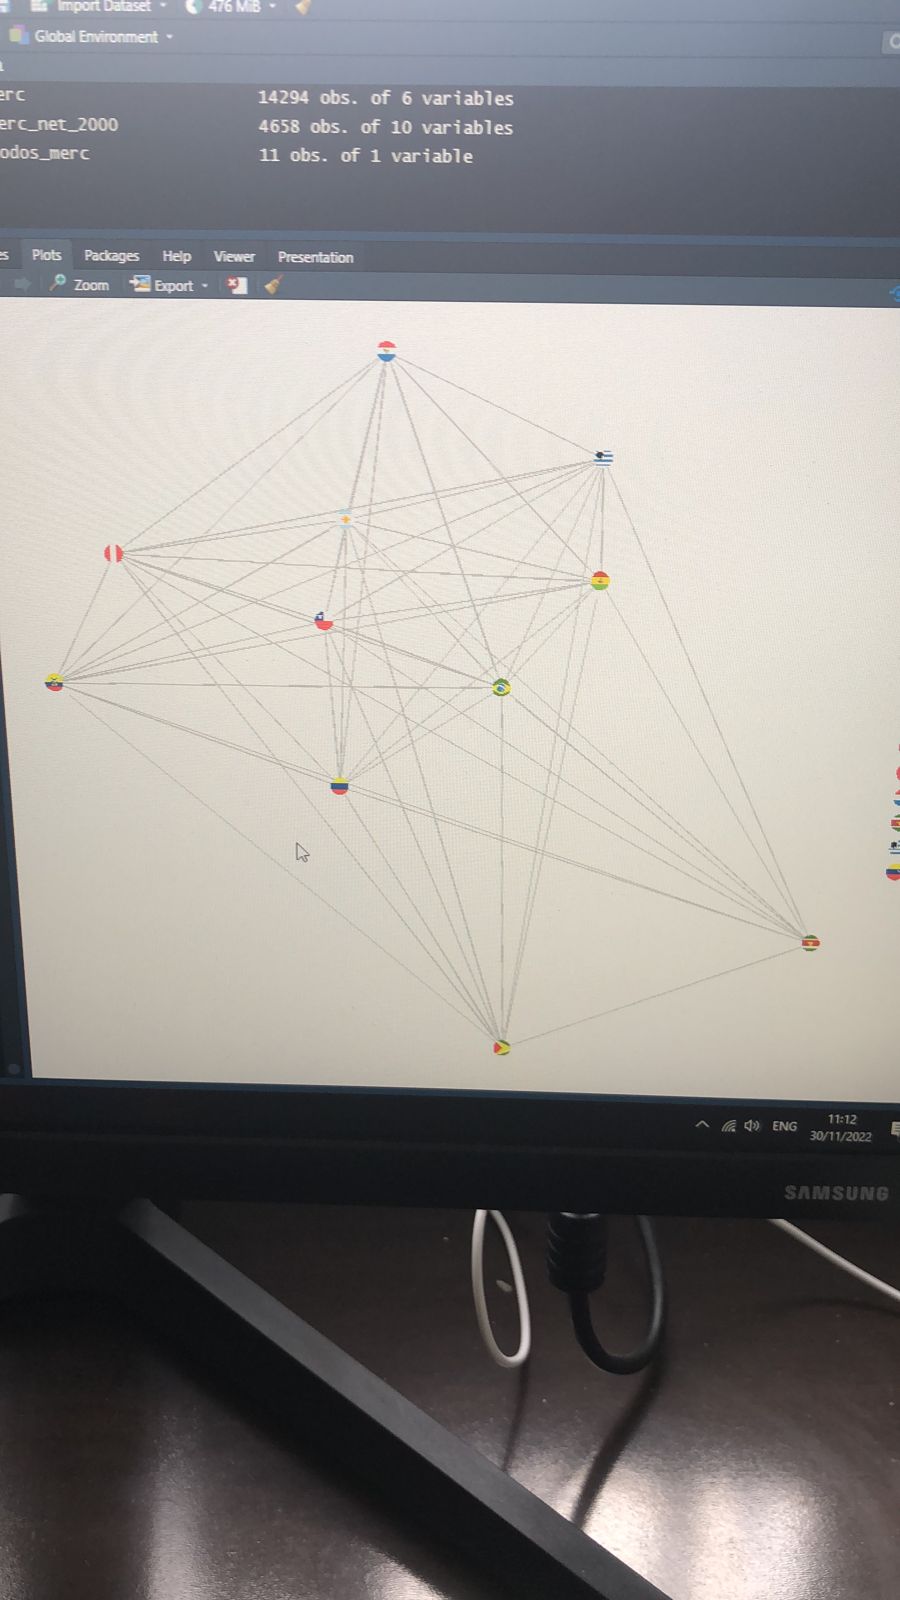 Import Dataset 476 MiB
Global Environment
erc 14294 obs. of 6 variables
erc_net_2000 4658 obs. of 10 variables
odos_merc 11 obs. of 1 variable
es Plots Packages Help Viewer Presentation
Zoom Export
ENG 11:12
30/11/2022
SAMSUNG